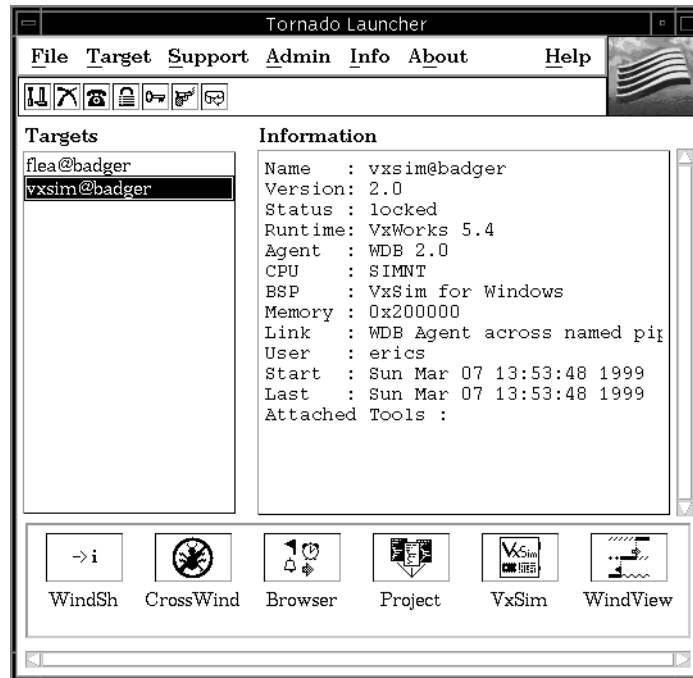 Tornado Launcher
File Target Support Admin Info About Help
Targets
flea@badger
vxsim@badger
Information
Name : vxsim@badger
Version: 2.0
Status : locked
Runtime: VxWorks 5.4
Agent : WDB 2.0
CPU : SIMNT
BSP : VxSim for Windows
Memory : 0x200000
Link : WDB Agent across named pip
User : erics
Start : Sun Mar 07 13:53:48 1999
Last : Sun Mar 07 13:53:48 1999
Attached Tools :
->i
VxSim
WindSh CrossWind Browser Project VxSim WindView